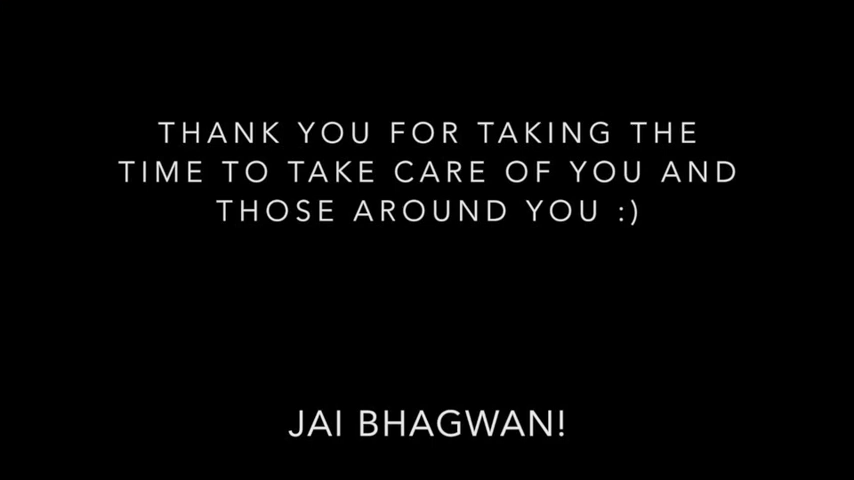 THANK YOU FOR TAKING THE
TIME TO TAKE CARE OF YOU AND
THOSE AROUND YOU :)
JAI BHAGWAN!